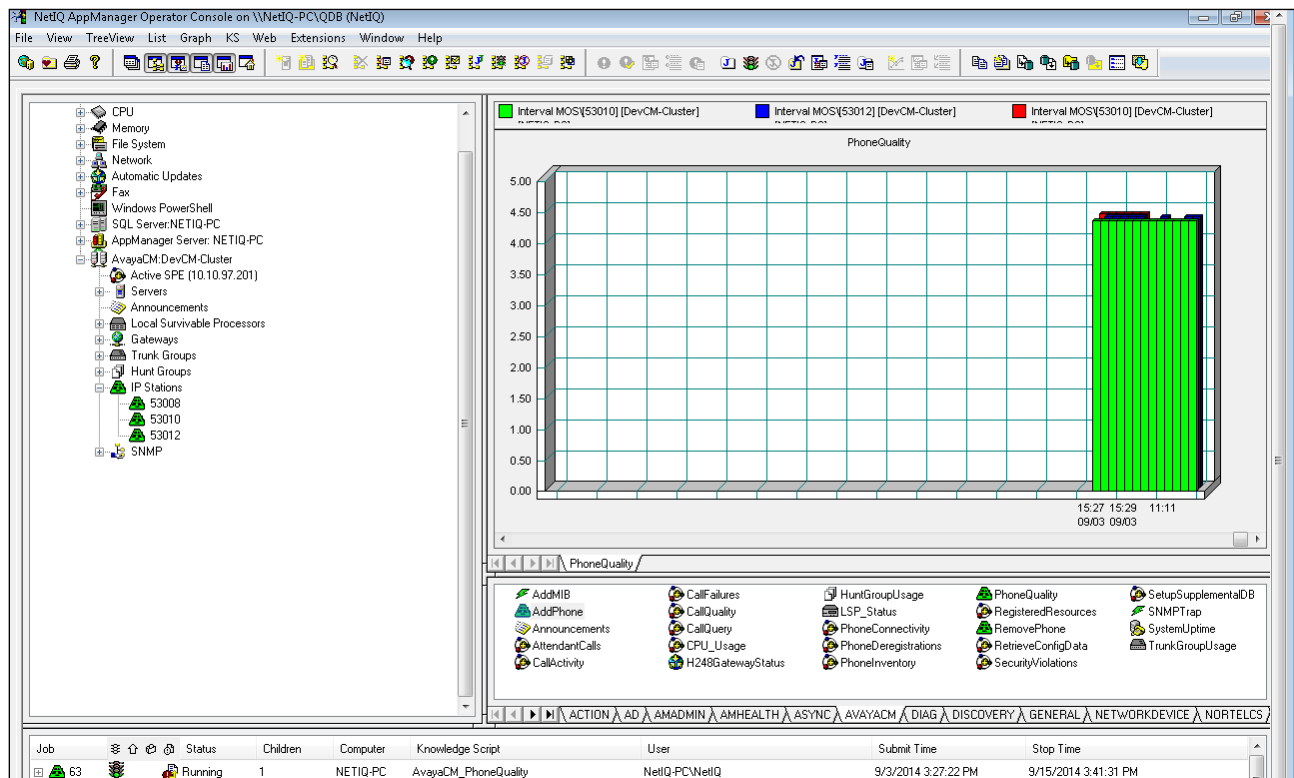 NetIQ AppManager Operator Console on \\NetIQ-PC\QDB (NetIQ)
File View TreeView List Graph KS Web Extensions Window Help
CPU
Memory
File System
Network
Automatic Updates
Fax
Windows PowerShell
SQL Server:NETIQ-PC
AppManager Server: NETIQ-PC
AvayaCM:DevCM-Cluster
Active SPE (10.10.97.201)
Servers
Announcements
Local Survivable Processors
Gateways
Trunk Groups
Hunt Groups
IP Stations
53008
53010
53012
SNMP
Interval MOS\[53010] [DevCM-Cluster] Interval MOS\[53012] [DevCM-Cluster] Interval MOS\[53010] [DevCM-Cluster]
PhoneQuality
5.00
4.50
4.00
3.50
3.00
2.50
2.00
1.50
1.00
0.50
0.00
15:27 15:29 11:11
09/03 09/03
PhoneQuality
AddMIB CallFailures HuntGroupUsage PhoneQuality SetupSupplementalDB
AddPhone CallQuality LSP_Status RegisteredResources SNMPTrap
Announcements CallQuery PhoneConnectivity RemovePhone SystemUptime
AttendantCalls CPU_Usage PhoneDeregistrations RetrieveConfigData TrunkGroupUsage
CallActivity H248GatewayStatus PhoneInventory SecurityViolations
ACTION AD AMADMIN AMHEALTH ASYNC AVAYACM DIAG DISCOVERY GENERAL NETWORKDEVICE NORTELCS
Job Status Children Computer Knowledge Script User Submit Time Stop Time
63 Running 1 NETIQ-PC AvayaCM_PhoneQuality NetIQ-PC\NetIQ 9/3/2014 3:27:22 PM 9/15/2014 3:41:31 PM